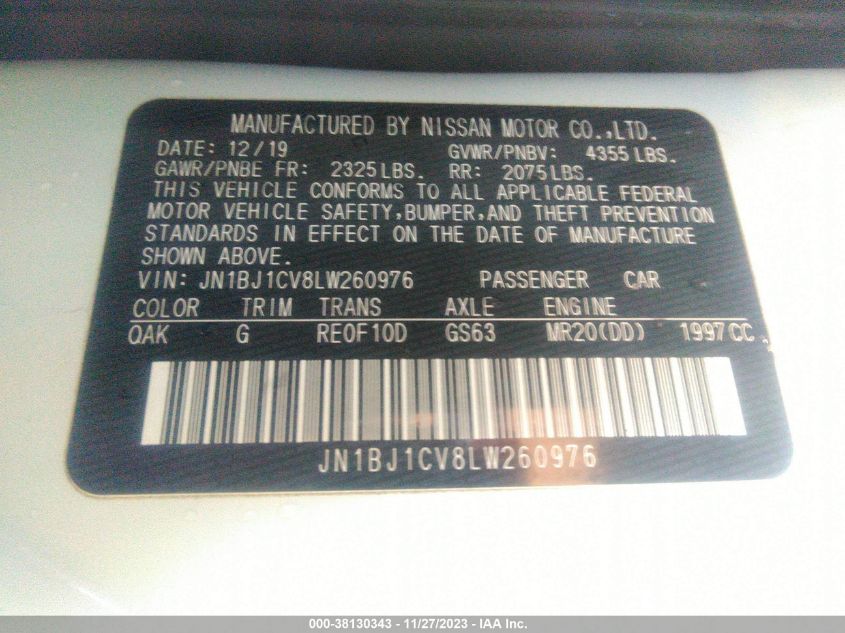 MANUFACTURED BY NISSAN MOTOR CO.,LTD.
DATE: 12/19 GVWR/PNBV: 4355 LBS.
GAWR/PNBE FR: 2325 LBS. RR: 2075 LBS.
THIS VEHICLE CONFORMS TO ALL APPLICABLE FEDERAL
MOTOR VEHICLE SAFETY,BUMPER,AND THEFT PREVENTION
STANDARDS IN EFFECT ON THE DATE OF MANUFACTURE
SHOWN ABOVE.
VIN: JN1BJ1CV8LW260976 PASSENGER CAR
COLOR TRIM TRANS AXLE ENGINE
QAK G RE0F10D GS63 MR20(DD) 1997CC
JN1BJ1CV8LW260976
000-38130343 - 11/27/2023 - IAA Inc.